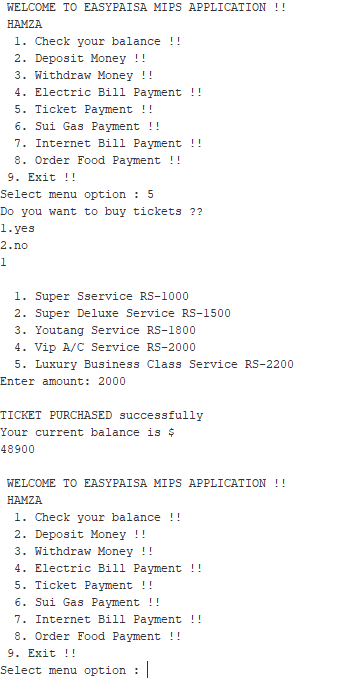 WELCOME TO EASYPAISA MIPS APPLICATION !!
HAMZA
1. Check your balance !!
2. Deposit Money !!
3. Withdraw Money !!
4. Electric Bill Payment !!
5. Ticket Payment !!
6. Sui Gas Payment !!
7. Internet Bill Payment !!
8. Order Food Payment !!
9. Exit !!
Select menu option : 5
Do you want to buy tickets ??
1.yes
2.no
1
1. Super Sservice RS-1000
2. Super Deluxe Service RS-1500
3. Youtang Service RS-1800
4. Vip A/C Service RS-2000
5. Luxury Business Class Service RS-2200
Enter amount: 2000
TICKET PURCHASED successfully
Your current balance is $
48900
WELCOME TO EASYPAISA MIPS APPLICATION !!
HAMZA
1. Check your balance !!
2. Deposit Money !!
3. Withdraw Money !!
4. Electric Bill Payment !!
5. Ticket Payment !!
6. Sui Gas Payment !!
7. Internet Bill Payment !!
8. Order Food Payment !!
9. Exit !!
Select menu option :